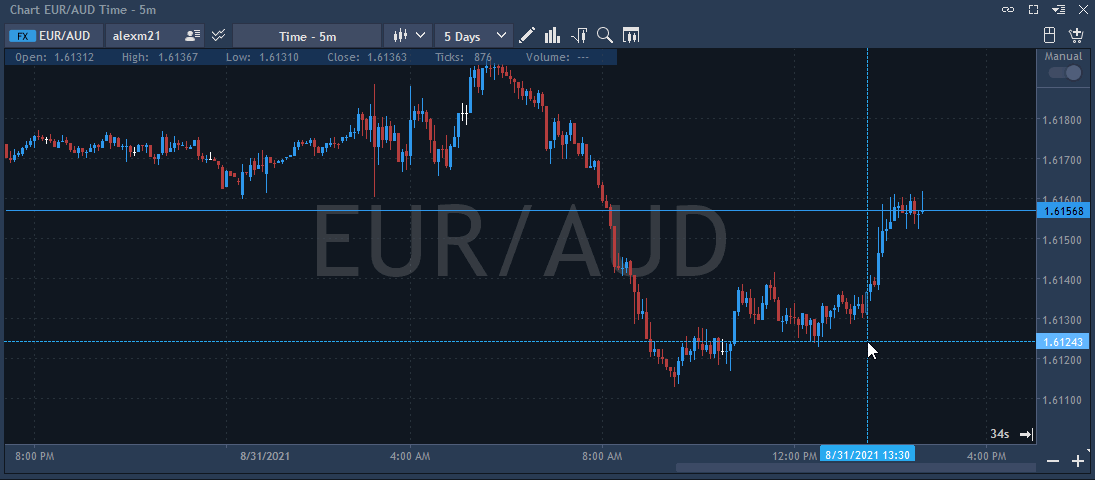 Chart EUR/AUD Time - 5m
FX EUR/AUD alexm21 Time - 5m 5 Days
Open: 1.61312 High: 1.61367 Low: 1.61310 Close: 1.61363 Ticks: 876 Volume: ---
Manual
1.61800
1.61700
1.61600
1.61568
1.61500
1.61400
1.61300
1.61243
1.61200
1.61100
EUR/AUD
34s
8:00 PM 8/31/2021 4:00 AM 8:00 AM 12:00 PM 8/31/2021 13:30 4:00 PM